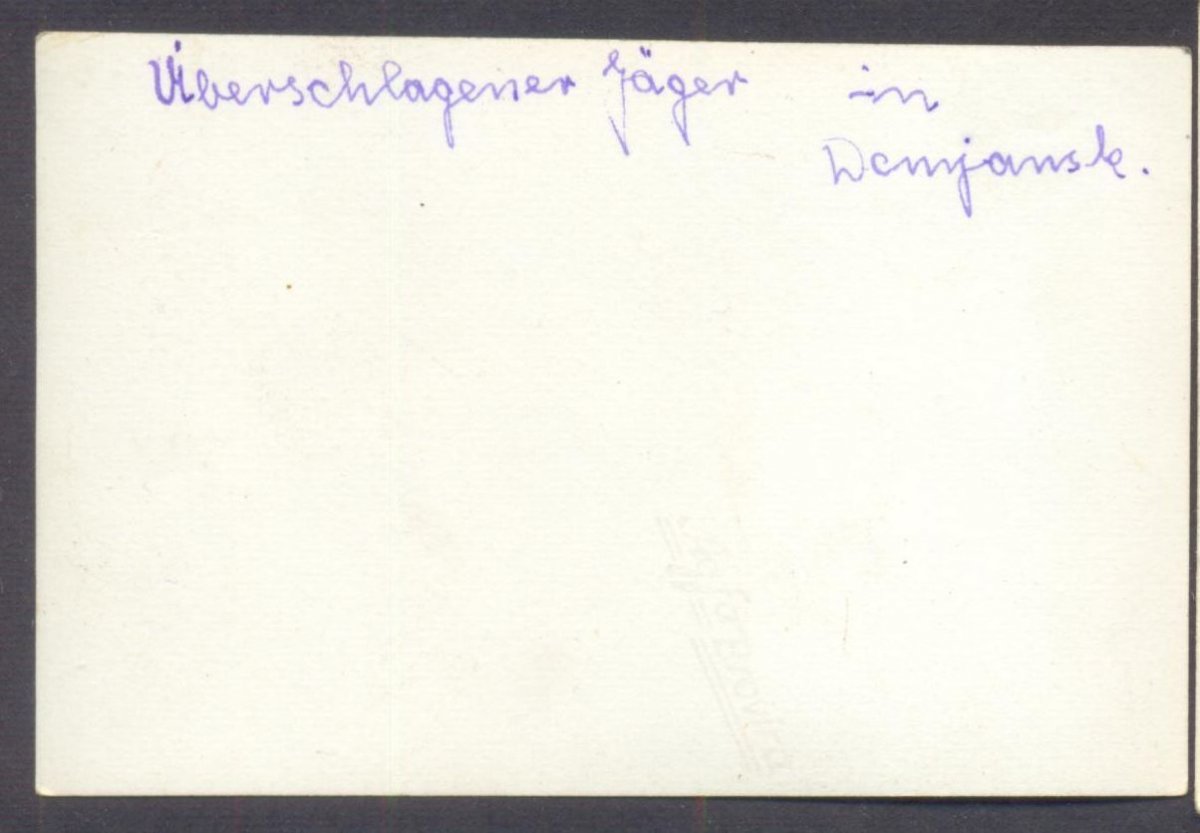 Überschlagener Jäger in
Demjansk.